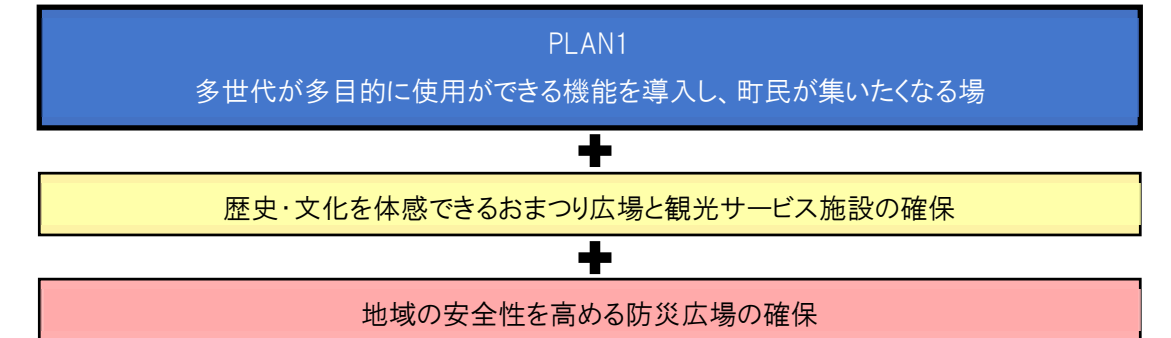 PLAN1
多世代が多目的に使用ができる機能を導入し、町民が集いたくなる場
歴史・文化を体感できるおまつり広場と観光サービス施設の確保
地域の安全性を高める防災広場の確保